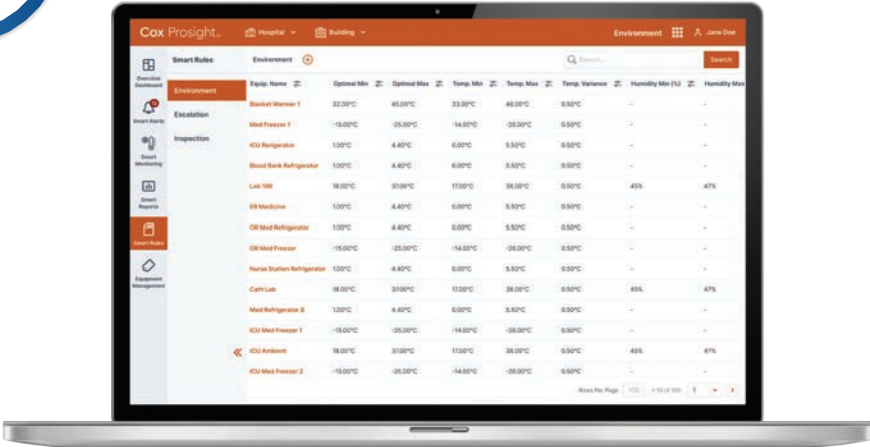 Cox Prosight. Hospital Building Environment Jane Doe
Smart Rules Environment Search... Search
Overview Dashboard
Smart Alerts
Smart Monitoring
Smart Reports
Smart Rules
Equipment Management
Environment
Escalation
Inspection
Equip. Name Optimal Min Optimal Max Temp. Min Temp. Max Temp. Variance Humidity Min (%) Humidity Max
Blanket Warmer 1 32.00°C 45.00°C 33.00°C 46.00°C 0.50°C - -
Med Freezer 1 -15.00°C -25.00°C -14.00°C -26.00°C 0.50°C - -
ICU Rerigerator 1.00°C 4.40°C 0.00°C 5.50°C 0.50°C - -
Blood Bank Refrigerator 1.00°C 4.40°C 0.00°C 5.50°C 0.50°C - -
Lab 198 18.00°C 37.00°C 17.00°C 38.00°C 0.50°C 45% 47%
ER Medicine 1.00°C 4.40°C 0.00°C 5.50°C 0.50°C - -
OR Med Refrigerator 1.00°C 4.40°C 0.00°C 5.50°C 0.50°C - -
OR Med Freezer -15.00°C -25.00°C -14.00°C -26.00°C 0.50°C - -
Nurse Station Refrigerator 1.00°C 4.40°C 0.00°C 5.50°C 0.50°C - -
Cath Lab 18.00°C 37.00°C 17.00°C 38.00°C 0.50°C 45% 47%
Med Refrigerator 8 1.00°C 4.40°C 0.00°C 5.50°C 0.50°C - -
ICU Med Freezer 1 -15.00°C -25.00°C -14.00°C -26.00°C 0.50°C - -
ICU Ambient 18.00°C 37.00°C 17.00°C 38.00°C 0.50°C 45% 47%
ICU Med Freezer 2 -15.00°C -25.00°C -14.00°C -26.00°C 0.50°C - -
Rows Per Page 100 of 100 1